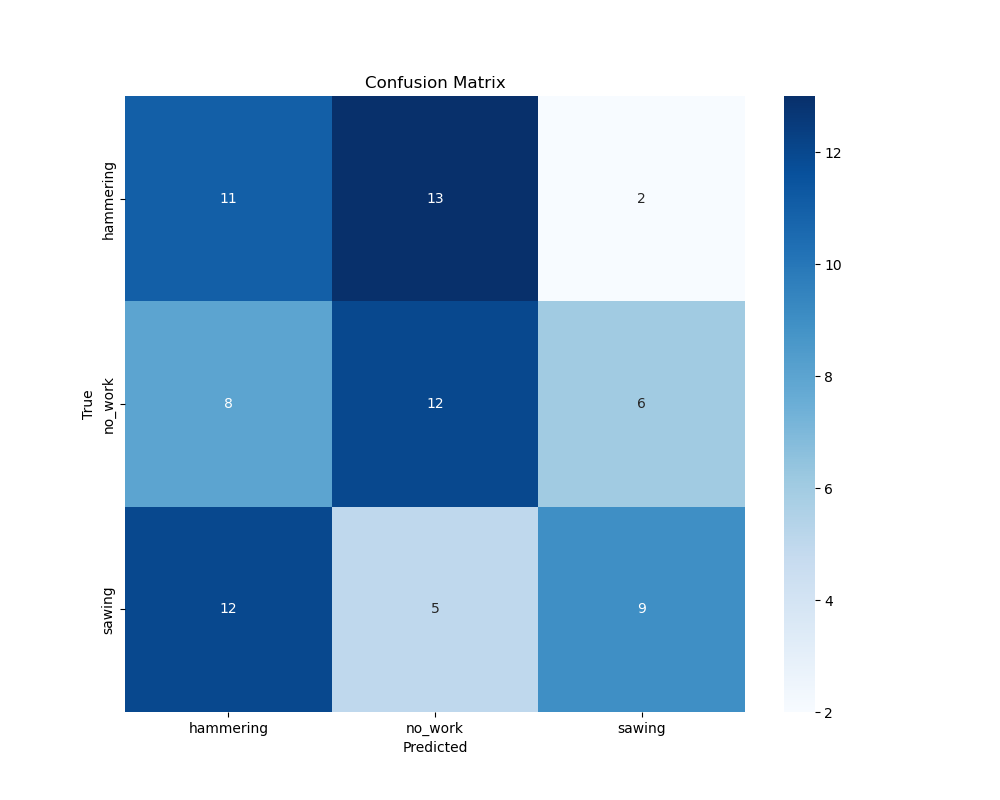 Confusion Matrix
hammering
11
13
2
True
no_work
8
12
6
sawing
12
5
9
hammering
no_work
sawing
Predicted
12
10
8
6
4
2